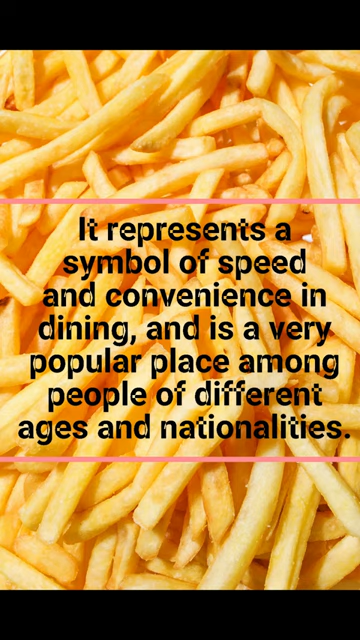 It represents a
symbol of speed
and convenience in
dining, and is a very
popular place among
people of different
ages and nationalities.